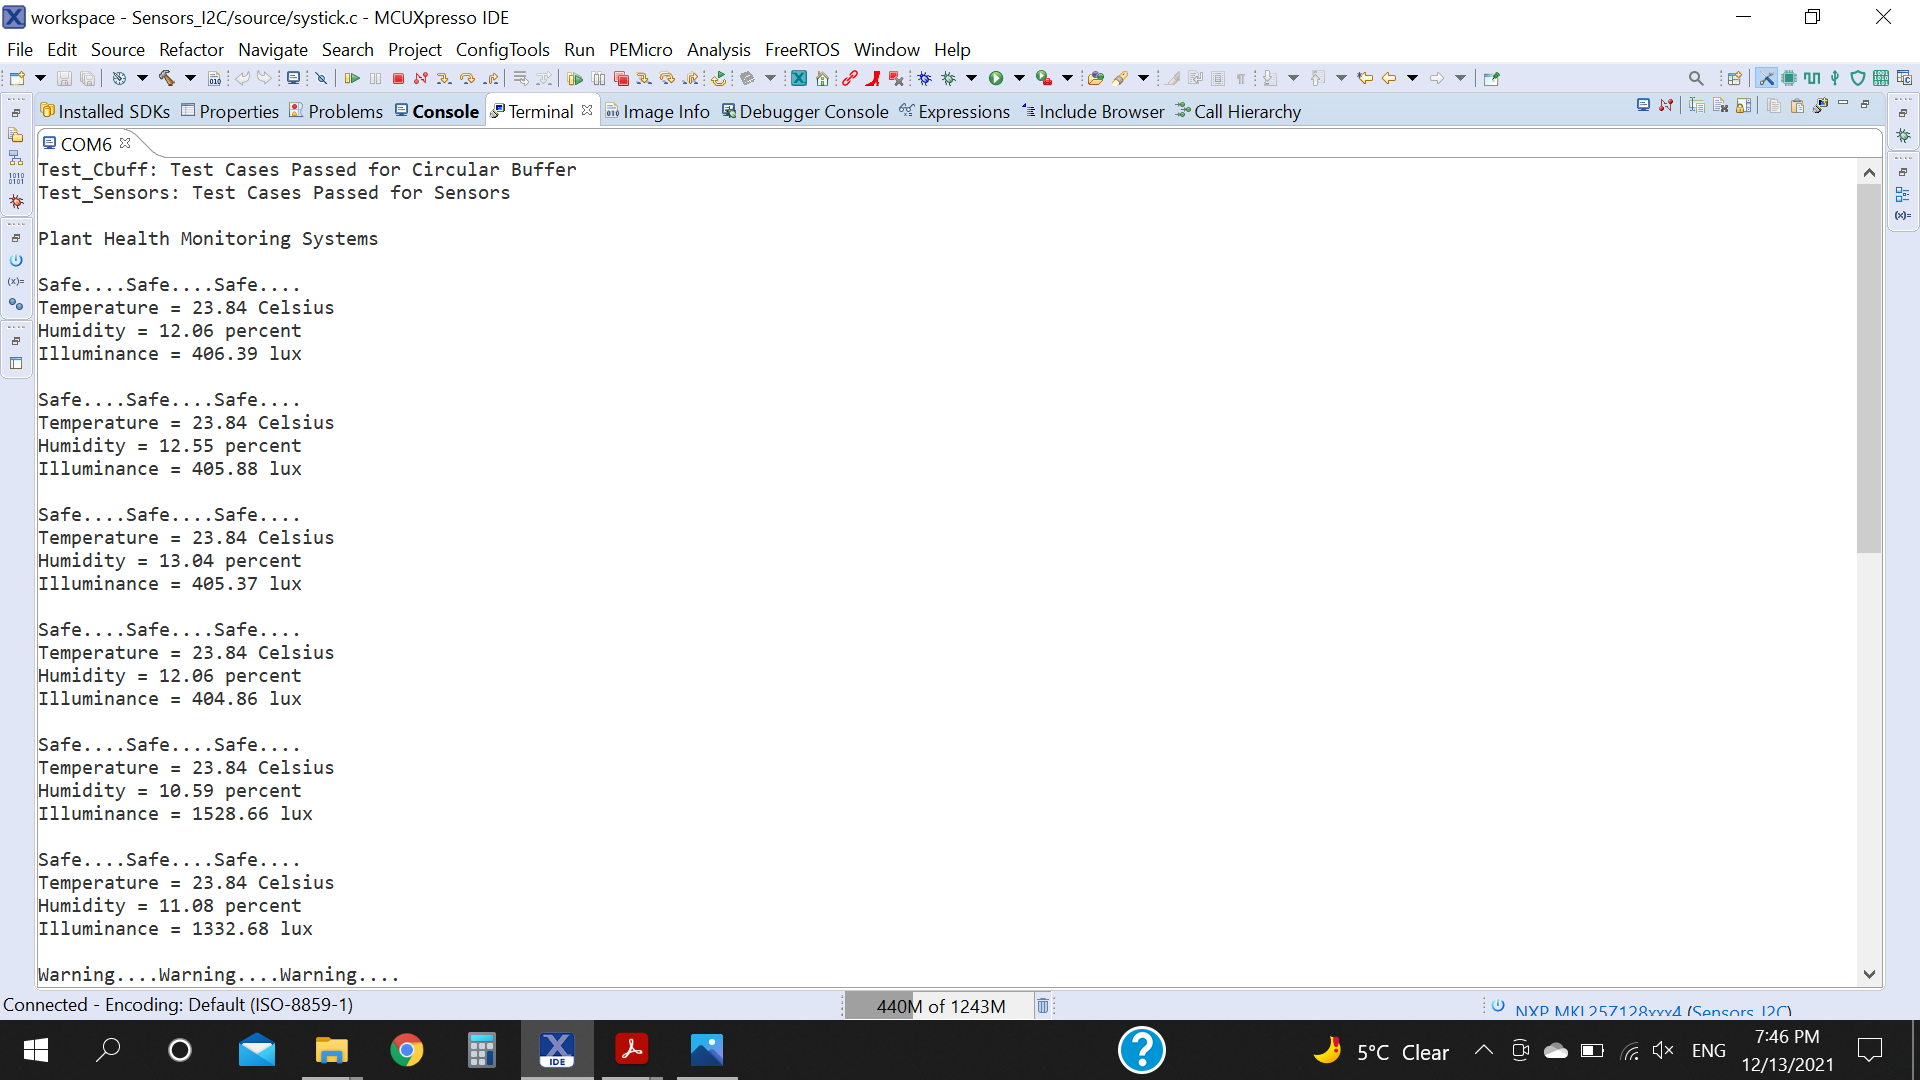 workspace - Sensors_I2C/source/systick.c - MCUXpresso IDE
File Edit Source Refactor Navigate Search Project ConfigTools Run PEMicro Analysis FreeRTOS Window Help
Installed SDKs Properties Problems Console Terminal Image Info Debugger Console Expressions Include Browser Call Hierarchy
COM6
Test_Cbuff: Test Cases Passed for Circular Buffer
Test_Sensors: Test Cases Passed for Sensors
Plant Health Monitoring Systems
Safe....Safe....Safe....
Temperature = 23.84 Celsius
Humidity = 12.06 percent
Illuminance = 406.39 lux
Safe....Safe....Safe....
Temperature = 23.84 Celsius
Humidity = 12.55 percent
Illuminance = 405.88 lux
Safe....Safe....Safe....
Temperature = 23.84 Celsius
Humidity = 13.04 percent
Illuminance = 405.37 lux
Safe....Safe....Safe....
Temperature = 23.84 Celsius
Humidity = 12.06 percent
Illuminance = 404.86 lux
Safe....Safe....Safe....
Temperature = 23.84 Celsius
Humidity = 10.59 percent
Illuminance = 1528.66 lux
Safe....Safe....Safe....
Temperature = 23.84 Celsius
Humidity = 11.08 percent
Illuminance = 1332.68 lux
Warning....Warning....Warning....
Connected - Encoding: Default (ISO-8859-1)
440M of 1243M
NXP MKL25Z128xxx4 (Sensors_I2C)
IDE
5°C Clear
ENG
7:46 PM
12/13/2021